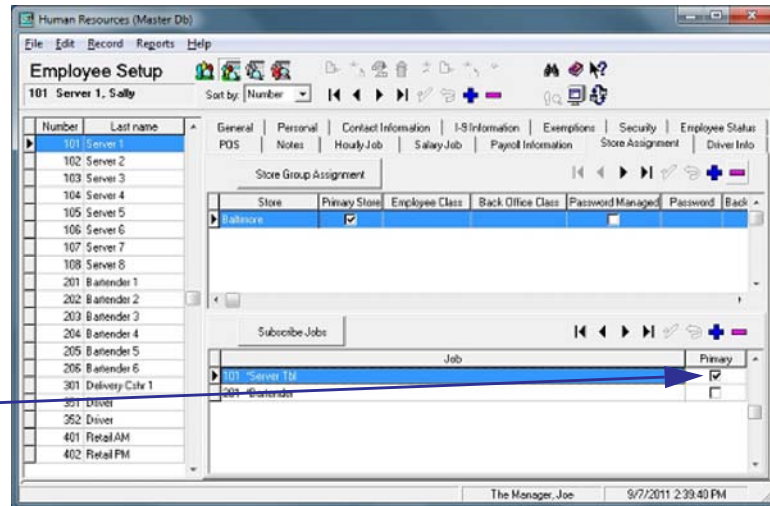 Human Resources (Master Db)
File Edit Record Reports Help
Employee Setup
101 Server 1, Sally
Sort by: Number
Number Last name
101 Server 1
102 Server 2
103 Server 3
104 Server 4
105 Server 5
106 Server 6
107 Server 7
108 Server 8
201 Bartender 1
202 Bartender 2
203 Bartender 3
204 Bartender 4
205 Bartender 5
206 Bartender 6
301 Delivery Cshr 1
351 Driver
352 Driver
401 Retail AM
402 Retail PM
General Personal Contact Information I-9 Information Exemptions Security Employee Status
POS Notes Hourly Job Salary Job Payroll Information Store Assignment Driver Info
Store Group Assignment
Store Primary Store Employee Class Back Office Class Password Managed Password Back
Baltimore
Subscribe Jobs
Job Primary
101 *Server Tbl
201 *Bartender
The Manager, Joe 9/7/2011 2:39:40 PM